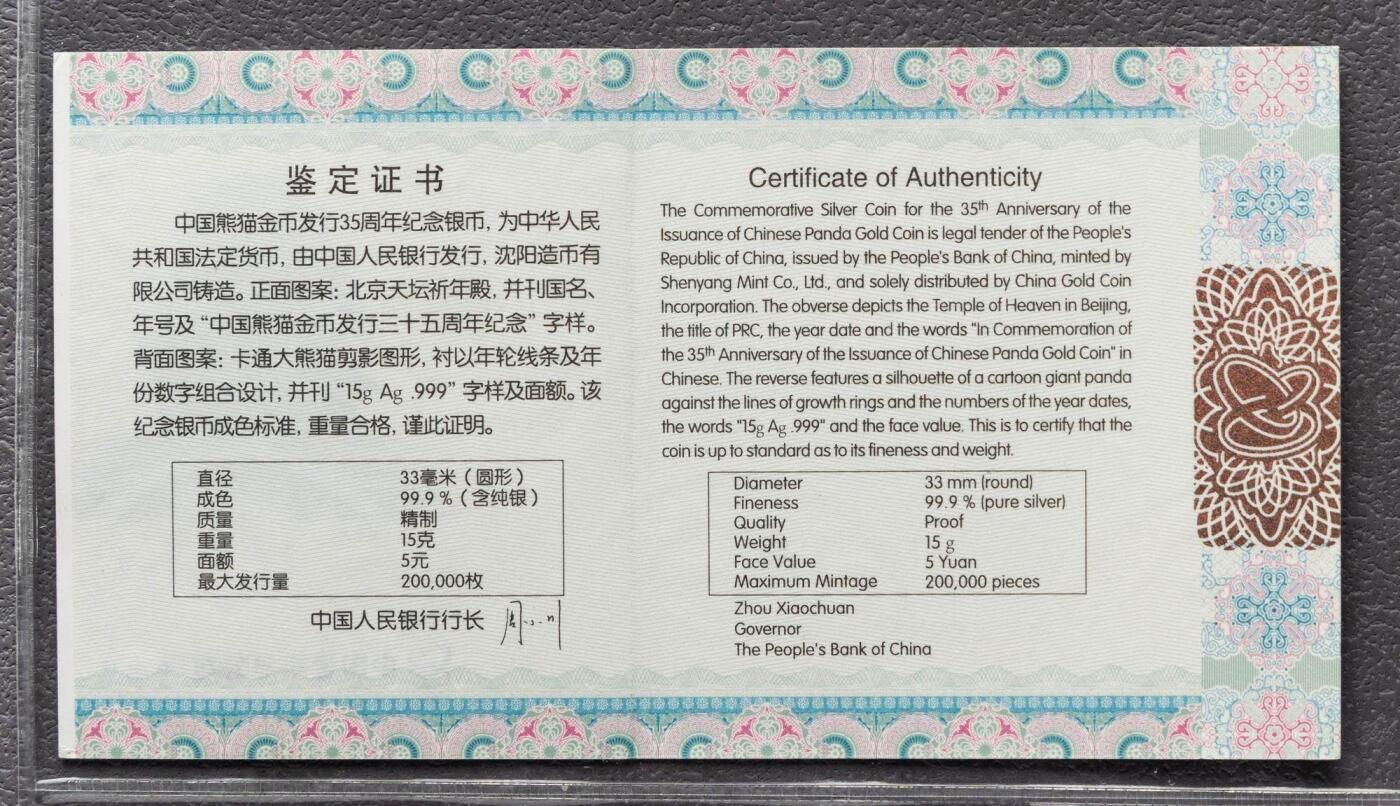 鉴定证书
中国熊猫金币发行35周年纪念银币，为中华人民
共和国法定货币，由中国人民银行发行，沈阳造币有
限公司铸造。正面图案：北京天坛祈年殿，并刊国名、
年号及“中国熊猫金币发行三十五周年纪念”字样。
背面图案：卡通大熊猫剪影图形，衬以年轮线条及年
份数字组合设计，并刊“15g Ag .999”字样及面额。该
纪念银币成色标准，重量合格，谨此证明。
直径 33毫米（圆形）
成色 99.9％（含纯银）
质量 精制
重量 15克
面额 5元
最大发行量 200,000枚
中国人民银行行长 周小川
Certificate of Authenticity
The Commemorative Silver Coin for the 35th Anniversary of the
Issuance of Chinese Panda Gold Coin is legal tender of the People's
Republic of China, issued by the People's Bank of China, minted by
Shenyang Mint Co., Ltd., and solely distributed by China Gold Coin
Incorporation. The obverse depicts the Temple of Heaven in Beijing,
the title of PRC, the year date and the words "In Commemoration of
the 35th Anniversary of the Issuance of Chinese Panda Gold Coin" in
Chinese. The reverse features a silhouette of a cartoon giant panda
against the lines of growth rings and the numbers of the year dates,
the words "15g Ag .999" and the face value. This is to certify that the
coin is up to standard as to its fineness and weight.
Diameter 33 mm (round)
Fineness 99.9 % (pure silver)
Quality Proof
Weight 15 g
Face Value 5 Yuan
Maximum Mintage 200,000 pieces
Zhou Xiaochuan
Governor
The People's Bank of China